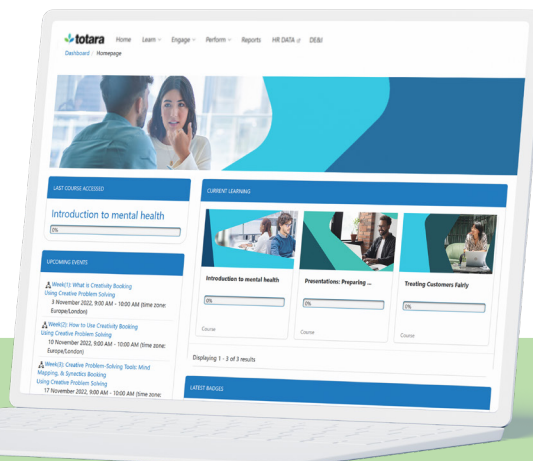 totara
Home Learn Engage Perform Reports HR DATA DE&I
Dashboard / Homepage
LAST COURSE ACCESSED
Introduction to mental health
0%
UPCOMING EVENTS
Week(1): What is Creativity Booking
Using Creative Problem Solving
3 November 2022, 9:00 AM - 10:00 AM (time zone:
Europe/London)
Week(2): How to Use Creativity Booking
Using Creative Problem Solving
10 November 2022, 9:00 AM - 10:00 AM (time zone:
Europe/London)
Week(3): Creative Problem-Solving Tools: Mind
Mapping, & Synectics Booking
Using Creative Problem Solving
17 November 2022, 9:00 AM - 10:00 AM (time zone:
CURRENT LEARNING
Introduction to mental health
0%
Course
Presentations: Preparing ...
0%
Course
Treating Customers Fairly
0%
Course
Displaying 1 - 3 of 3 results
LATEST BADGES